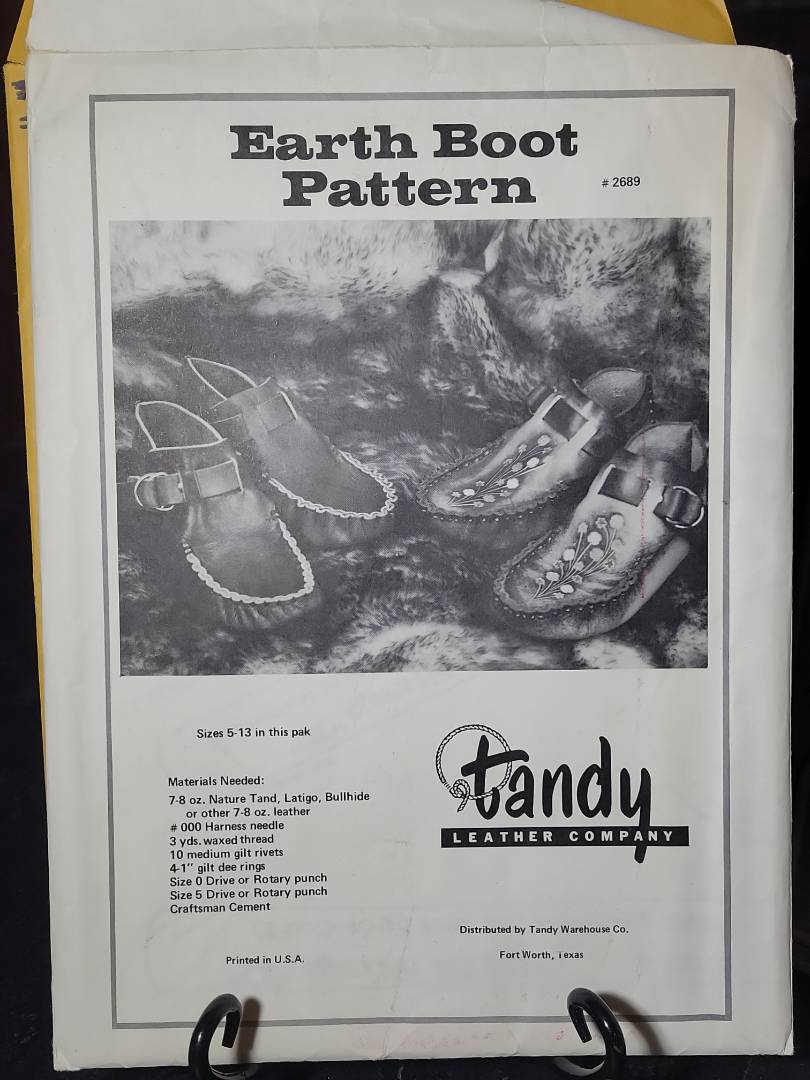 Earth Boot
Pattern
# 2689
Sizes 5-13 in this pak
Materials Needed:
7-8 oz. Nature Tand, Latigo, Bullhide
or other 7-8 oz. leather
# 000 Harness needle
3 yds. waxed thread
10 medium gilt rivets
4-1" gilt dee rings
Size 0 Drive or Rotary punch
Size 5 Drive or Rotary punch
Craftsman Cement
Printed in U.S.A.
tandy
LEATHER COMPANY
Distributed by Tandy Warehouse Co.
Fort Worth, Texas